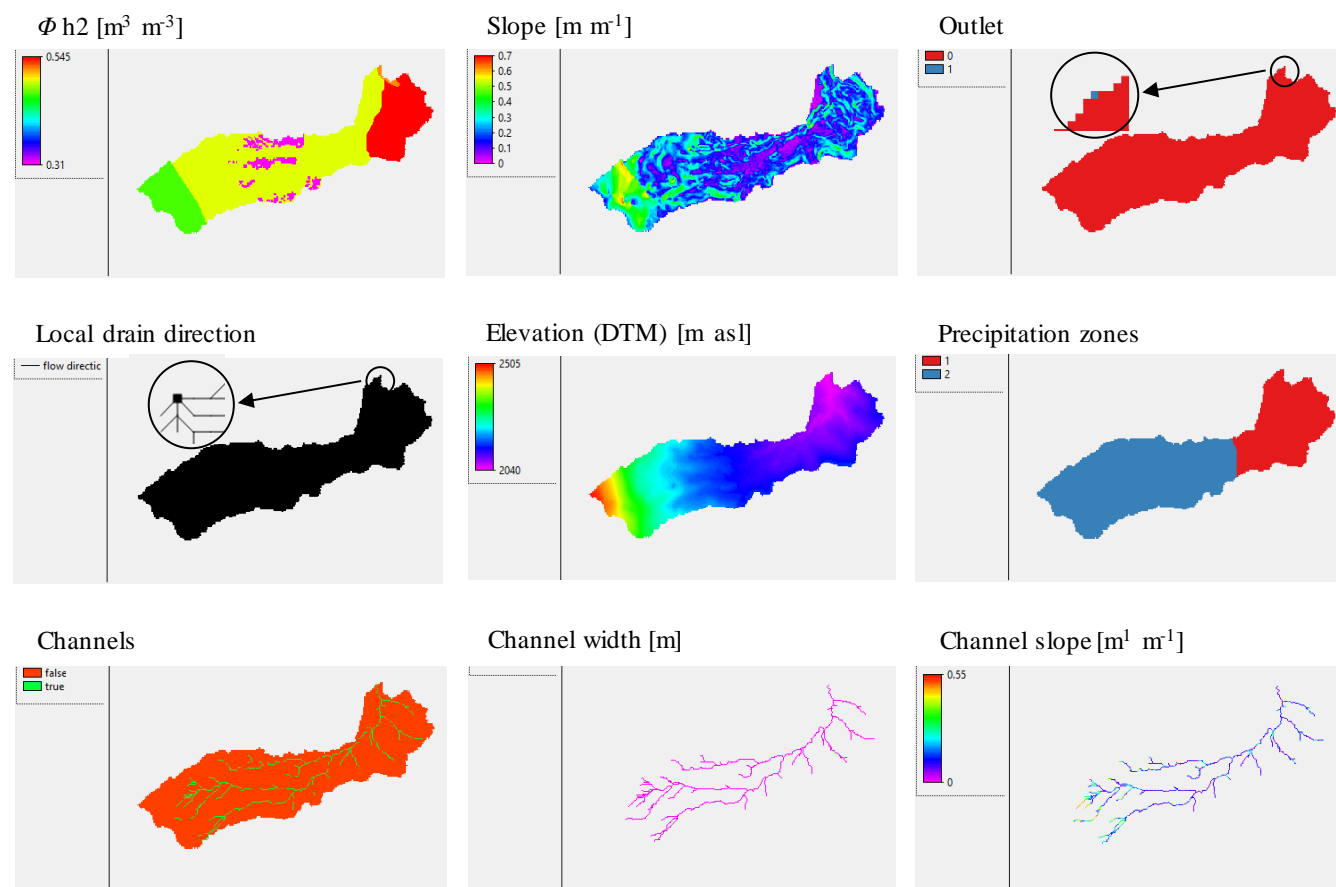 Φ h2 [m³ m⁻³]
0.545
0.31
Slope [m m⁻¹]
0.7
0.6
0.5
0.4
0.3
0.2
0.1
0
Outlet
0
1
Local drain direction
flow directic
Elevation (DTM) [m asl]
2505
2040
Precipitation zones
1
2
Channels
false
true
Channel width [m]
Channel slope [m¹ m⁻¹]
0.55
0